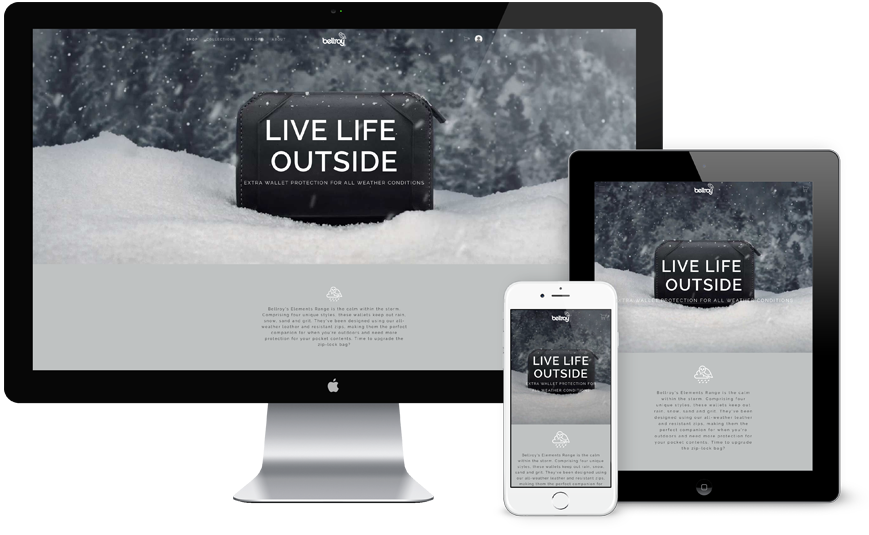 SHOP COLLECTIONS EXPLORE
bellroy
LIVE LIFE
OUTSIDE
EXTRA WALLET PROTECTION FOR ALL WEATHER CONDITIONS
Bellroy's Elements Range is the calm within the storm.
Comprising four unique styles, these wallets keep out rain,
snow, sand and grit. They've been designed using our all-
weather leather and resistant zips, making them the perfect
companion for when you're outdoors and need more
protection for your pocket contents. Time to upgrade the
zip-lock bag?
bellroy
LIVE LIFE
OUTSIDE
EXTRA WALLET PROTECTION FOR ALL WEATHER CONDITIONS
Bellroy's Elements Range is the calm
within the storm. Comprising four
unique styles, these wallets keep out
rain, snow, sand and grit. They've been
designed using our all-weather leather
and resistant zips, making them the
perfect companion for when you're
outdoors and need more protection for
your pocket contents. Time to upgrade
the zip-lock bag?
bellroy
LIVE LIFE
OUTSIDE
EXTRA WALLET PROTECTION FOR
ALL WEATHER CONDITIONS
Bellroy's Elements Range is the calm
within the storm. Comprising four unique
styles, these wallets keep out rain, snow,
sand and grit. They've been designed using
our all-weather leather and resistant zips,
making them the perfect companion for